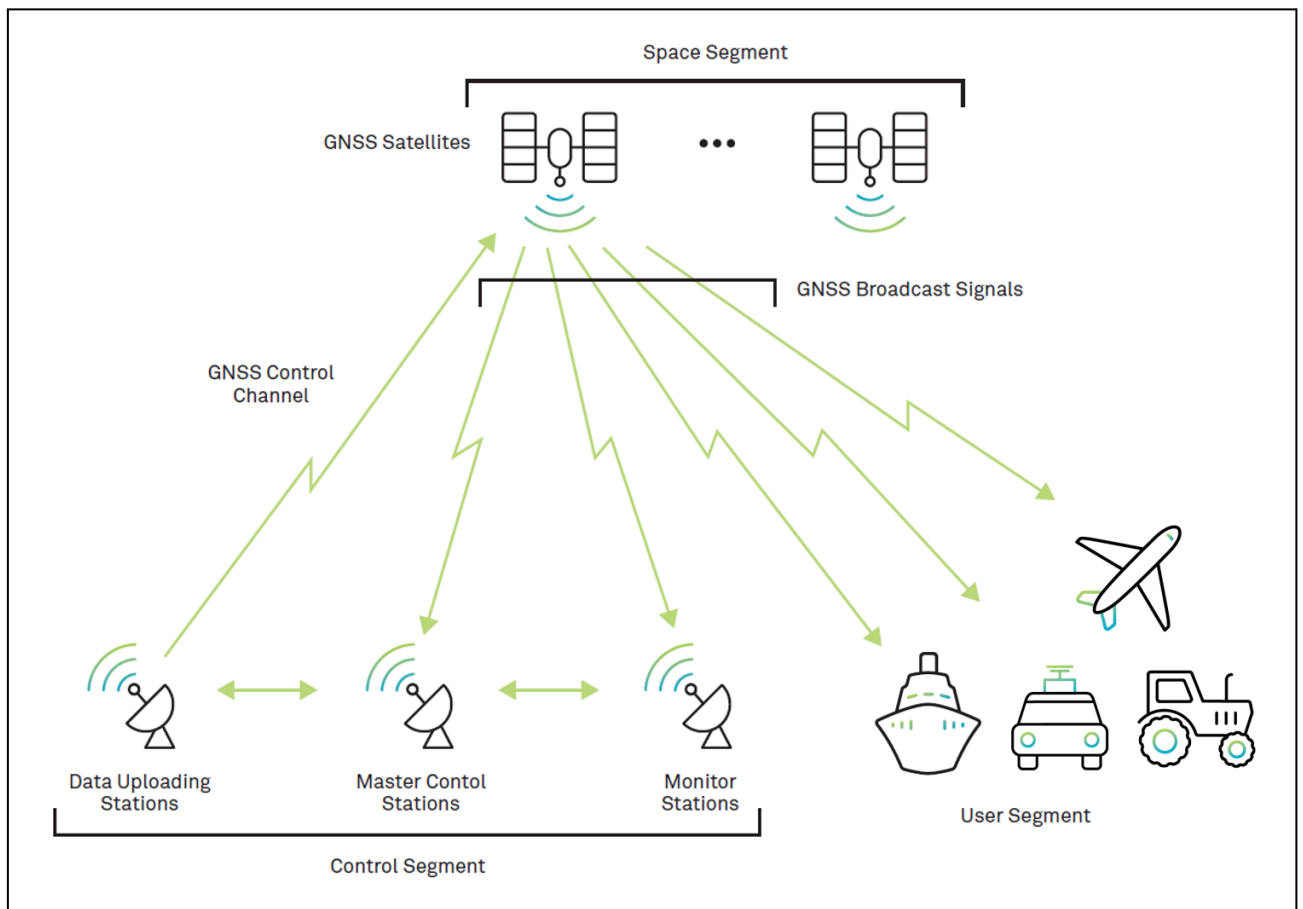 Space Segment
GNSS Satellites
GNSS Broadcast Signals
GNSS Control
Channel
Data Uploading
Stations
Master Contol
Stations
Monitor
Stations
User Segment
Control Segment